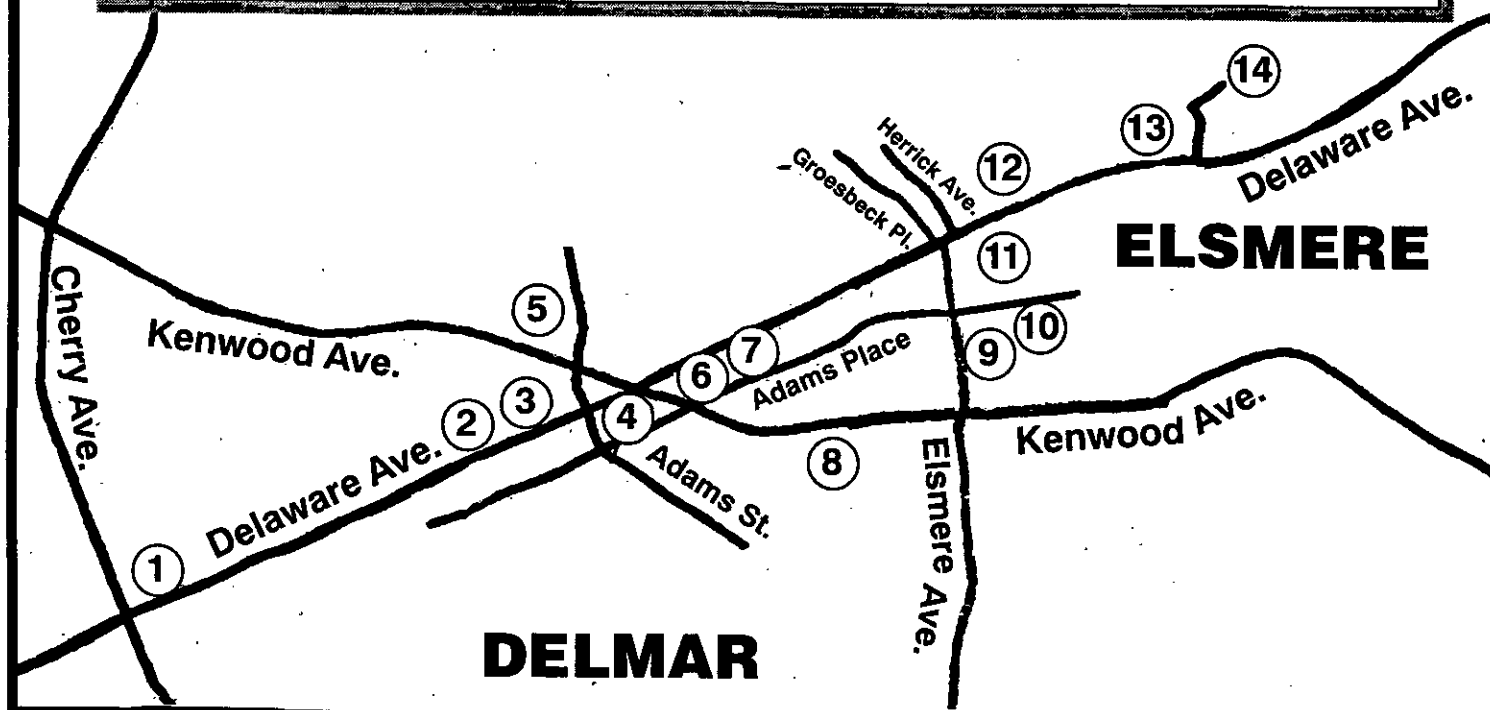 14
13
Delaware Ave.
Herrick Ave.
12
Groesbeck Pl.
ELSMERE
11
Cherry Ave.
5
Kenwood Ave.
10
7
9
6
Adams Place
3
2
4
Kenwood Ave.
8
Delaware Ave.
Adams St.
Elsmere Ave.
1
DELMAR